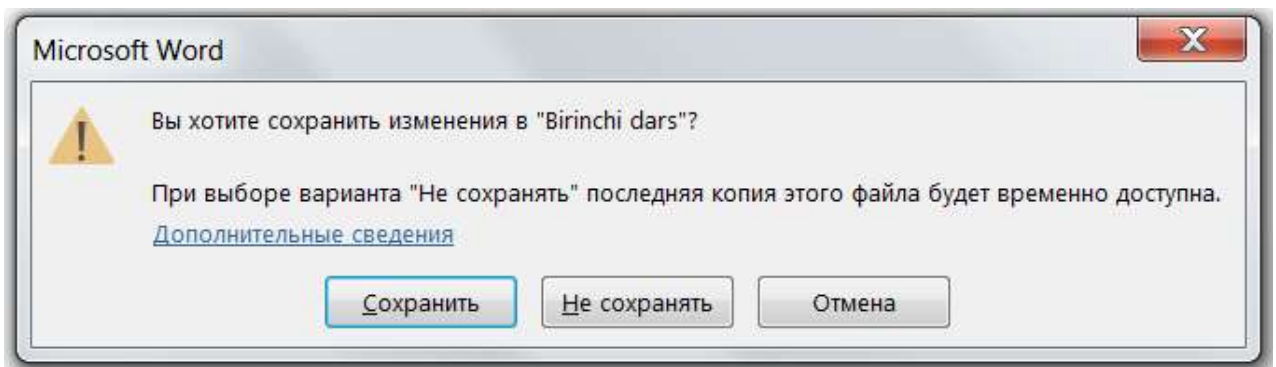 Microsoft Word
Вы хотите сохранить изменения в "Birinchi dars"?
При выборе варианта "Не сохранять" последняя копия этого файла будет временно доступна.
Дополнительные сведения
Сохранить Не сохранять Отмена